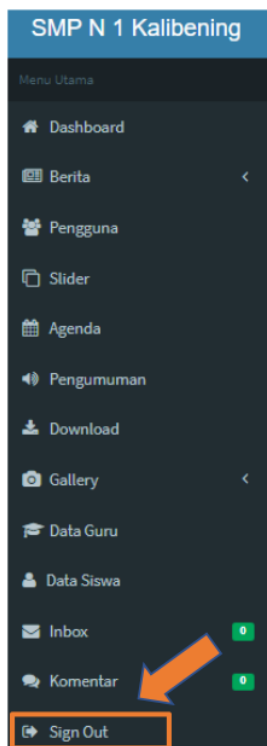 SMP N 1 Kalibening
Menu Utama
Dashboard
Berita
Pengguna
Slider
Agenda
Pengumuman
Download
Gallery
Data Guru
Data Siswa
Inbox 0
Komentar 0
Sign Out